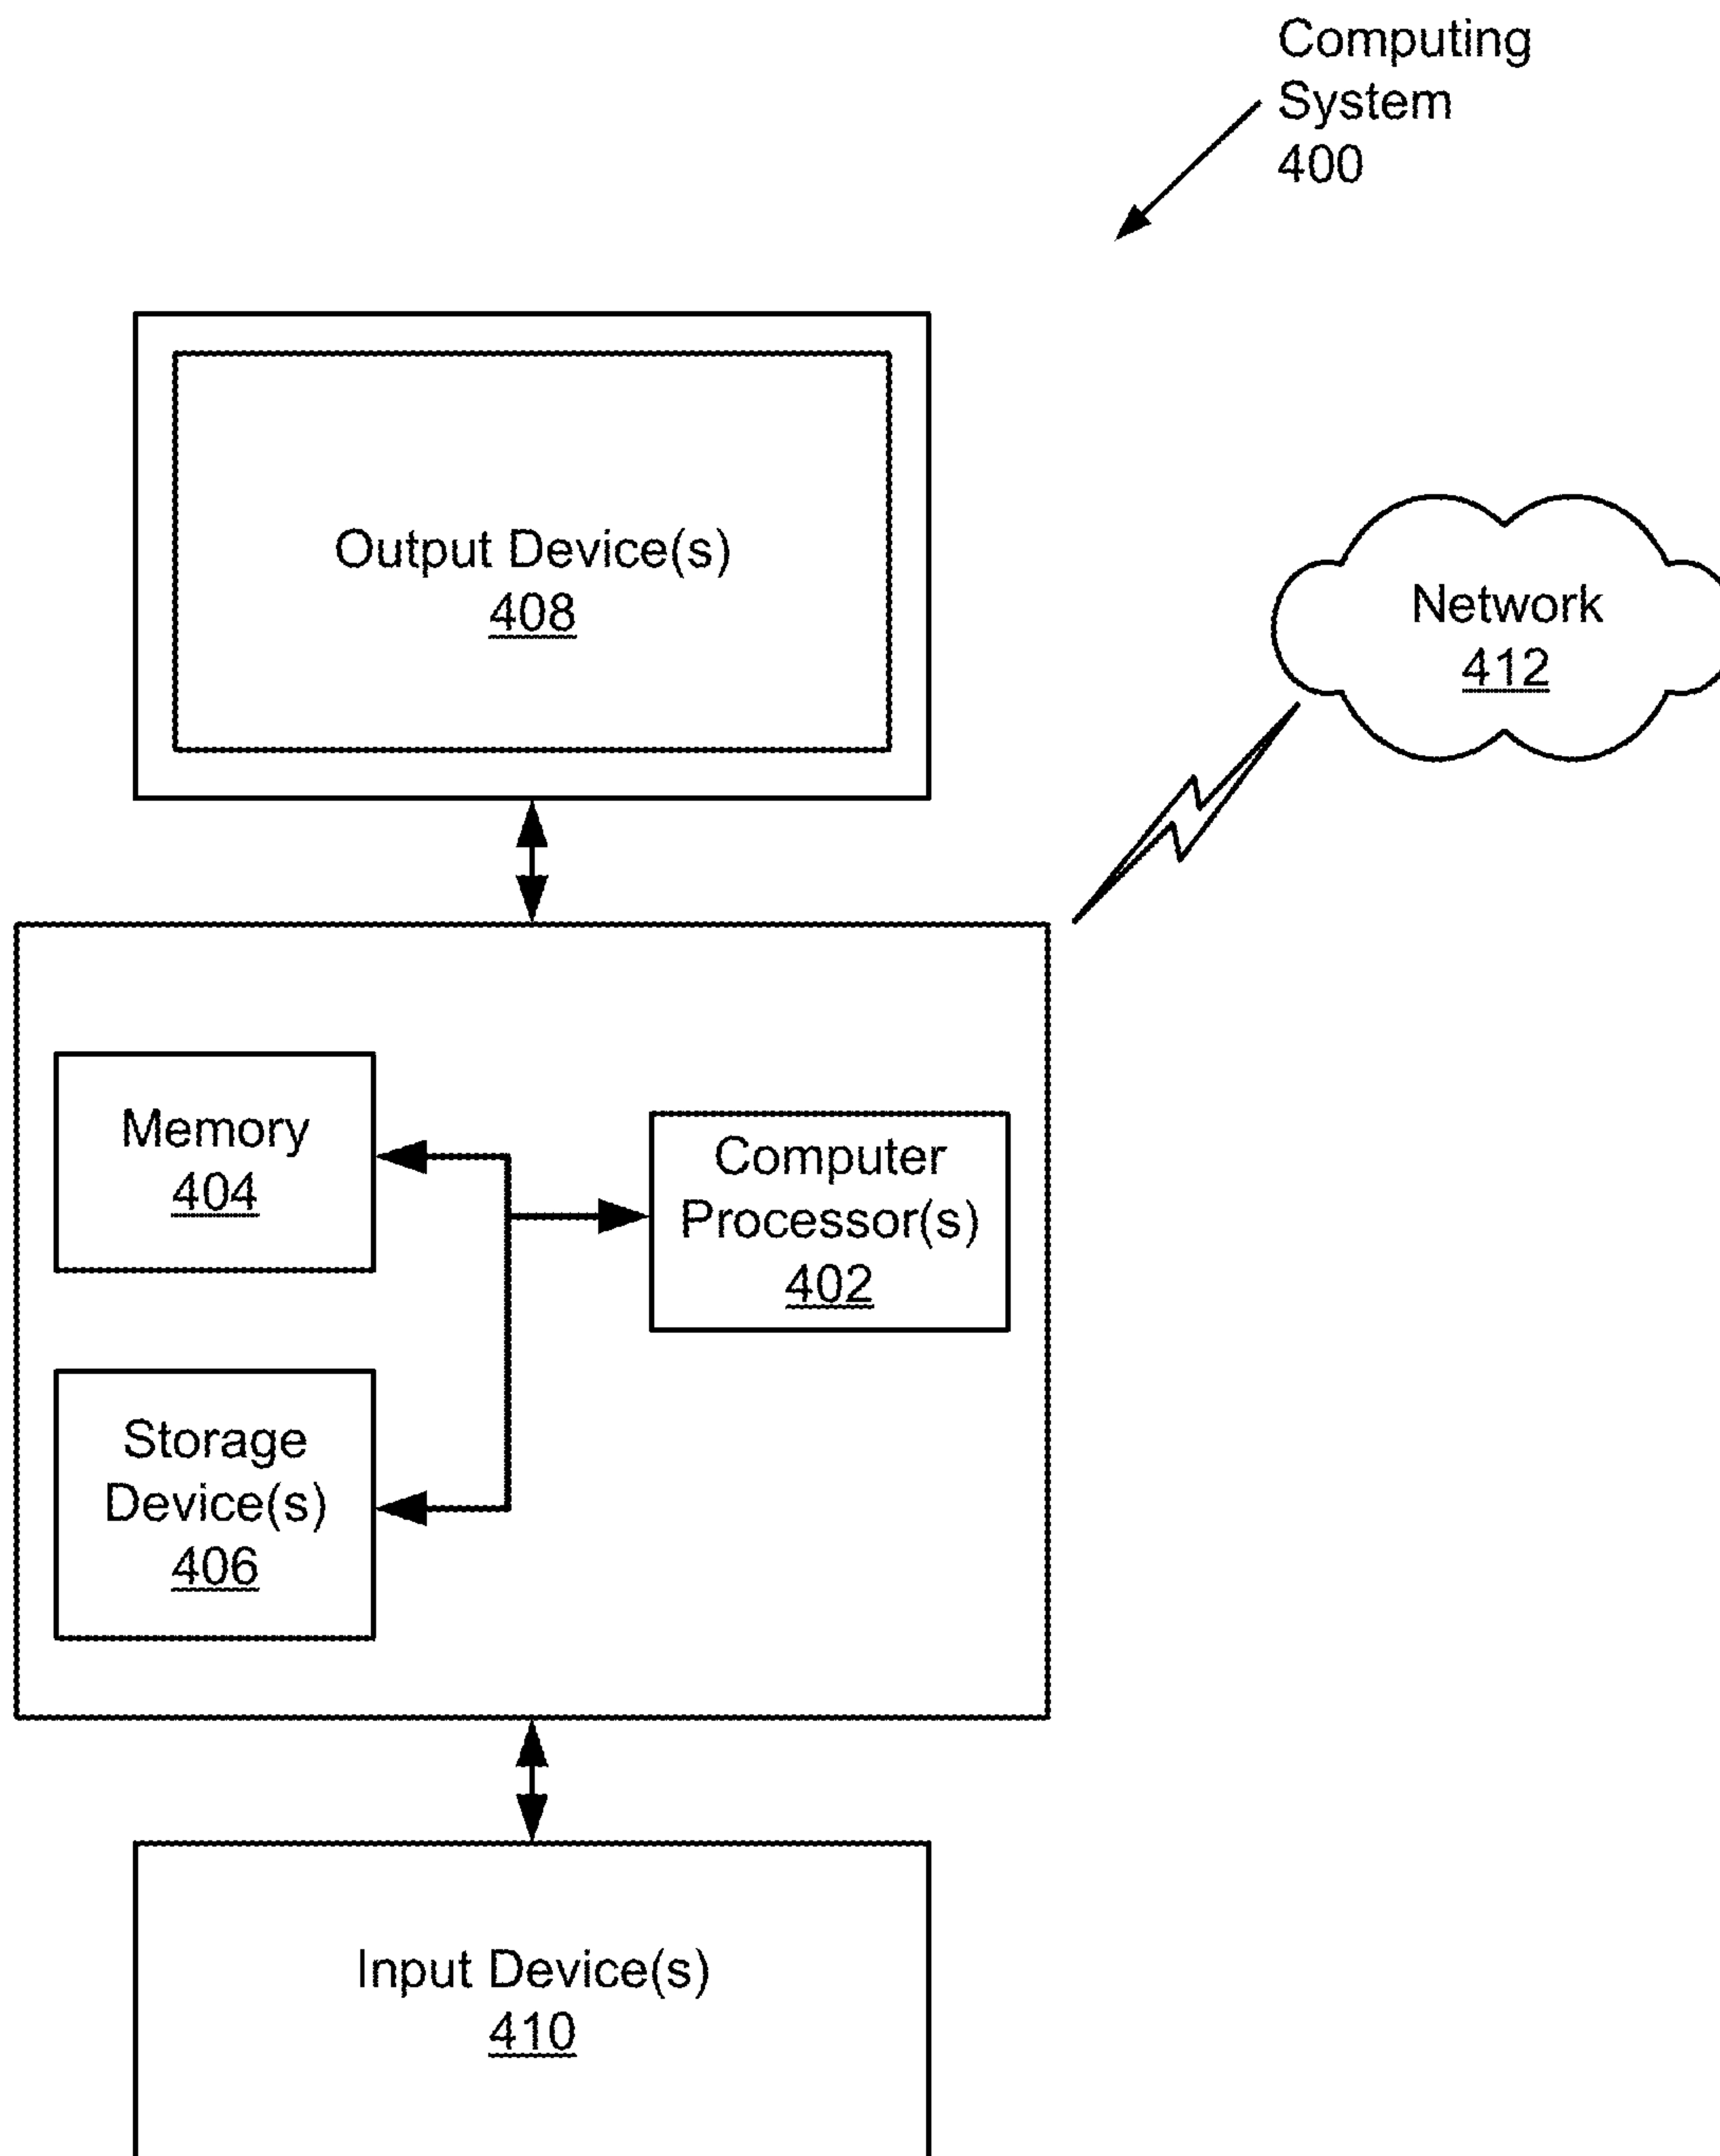 Computing
System
400
Output Device(s)
408
Network
412
Memory
404
Computer
Processor(s)
402
Storage
Device(s)
406
Input Device(s)
410